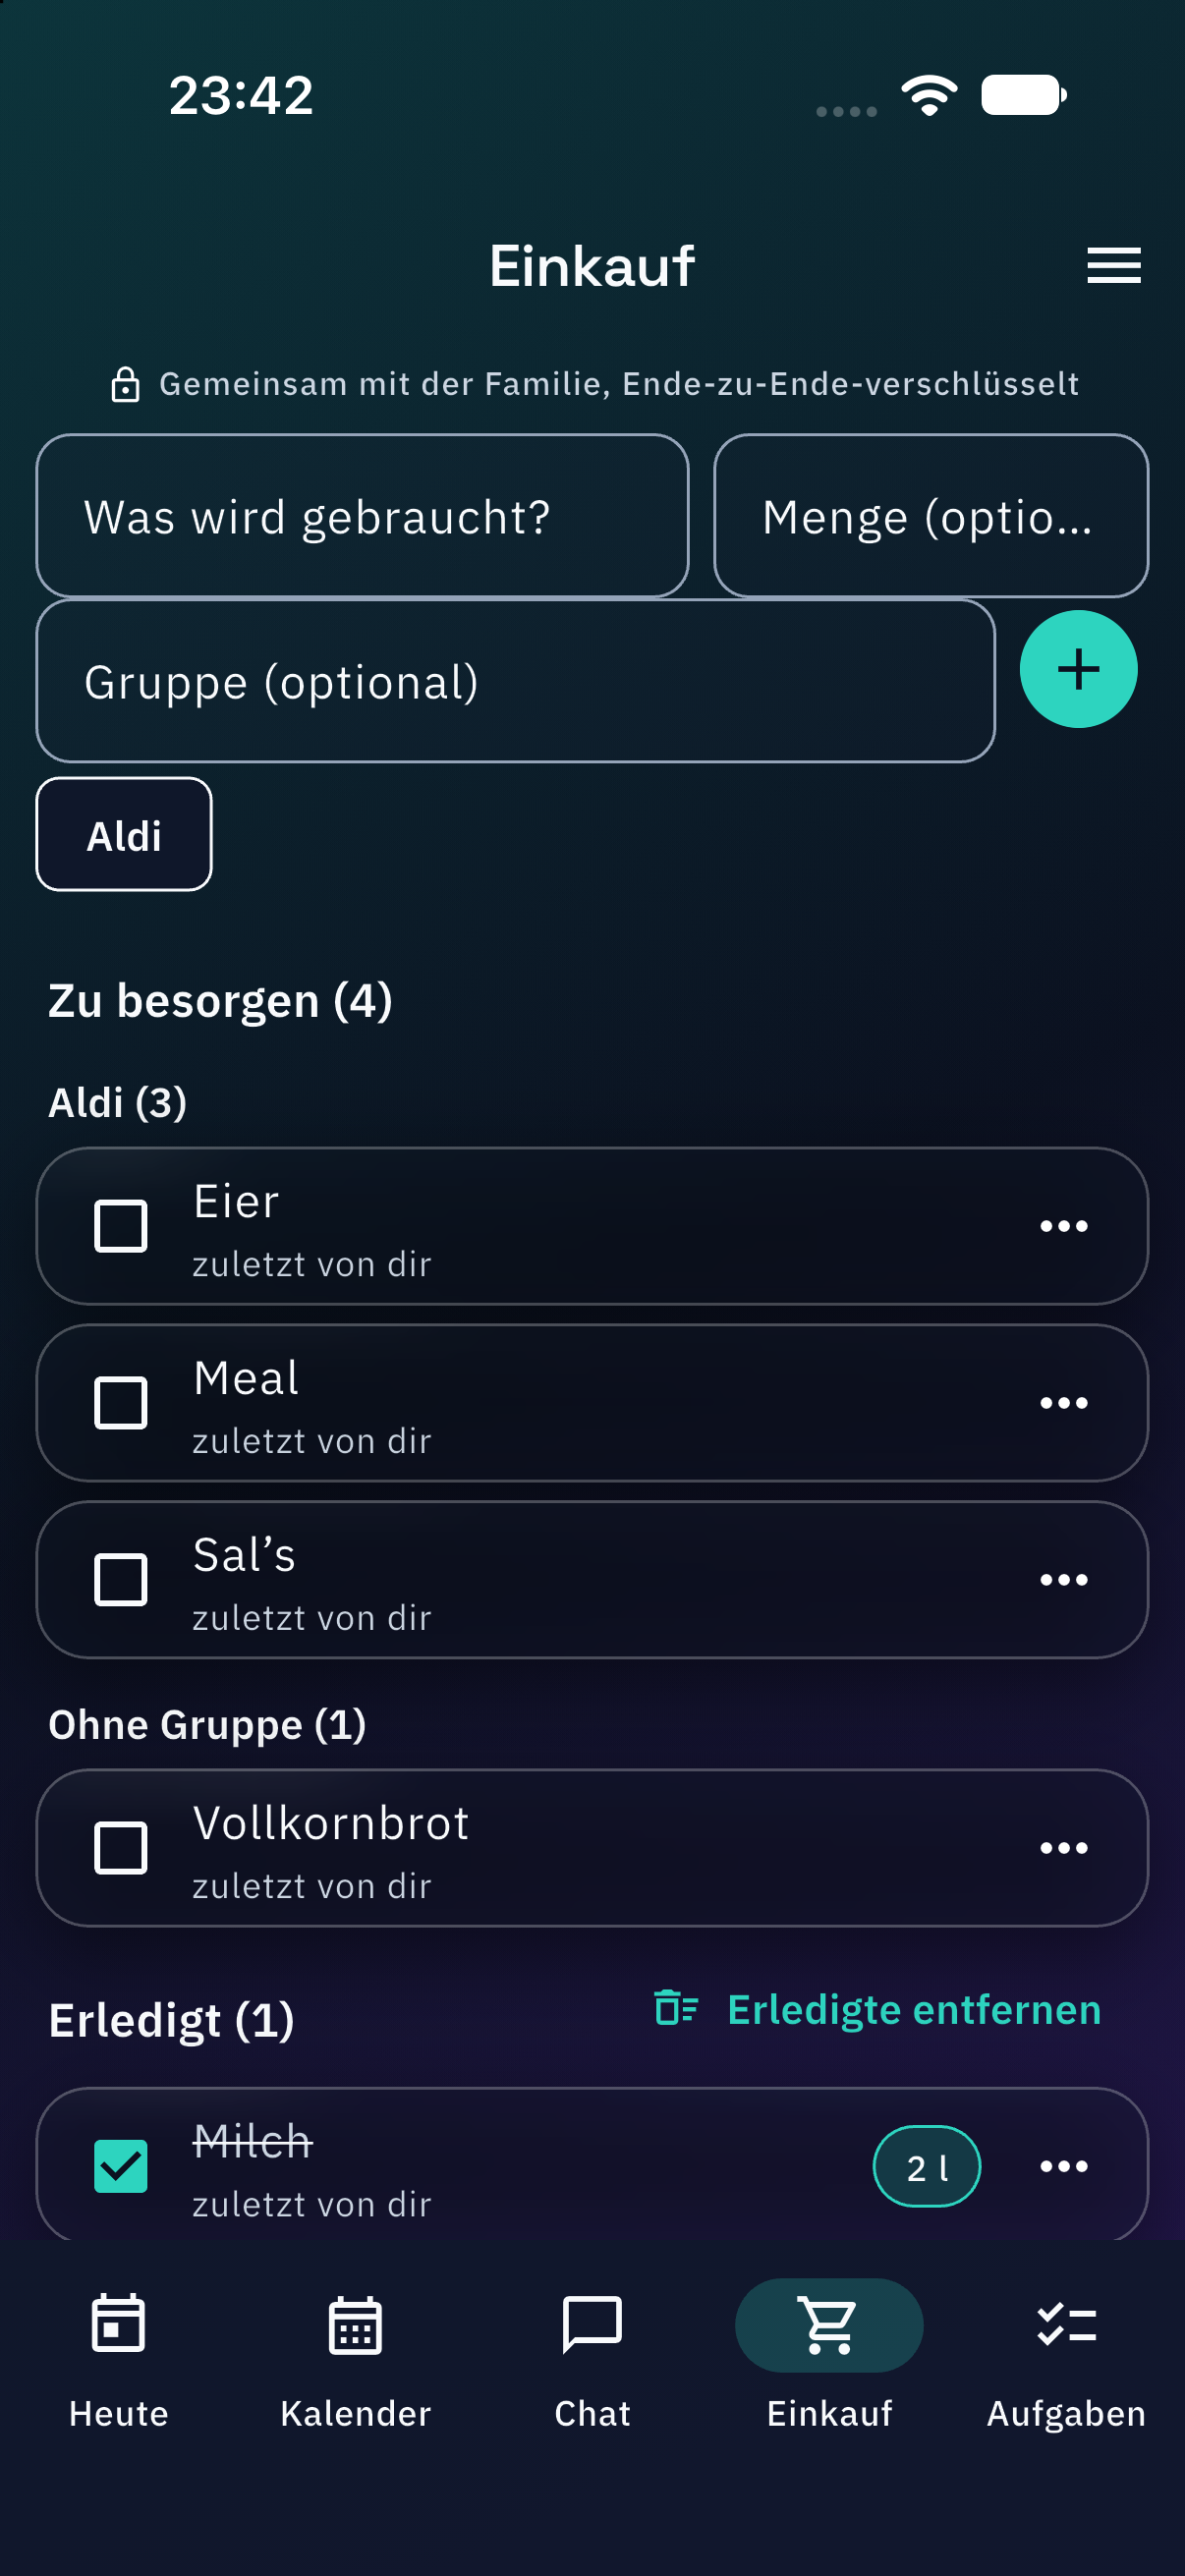 23:42
Einkauf
Gemeinsam mit der Familie, Ende-zu-Ende-verschlüsselt
Was wird gebraucht?
Menge (optio...
Gruppe (optional)
Aldi
Zu besorgen (4)
Aldi (3)
Eier
zuletzt von dir
Meal
zuletzt von dir
Sal’s
zuletzt von dir
Ohne Gruppe (1)
Vollkornbrot
zuletzt von dir
Erledigt (1)
Erledigte entfernen
Milch
zuletzt von dir
2 l
Heute
Kalender
Chat
Einkauf
Aufgaben